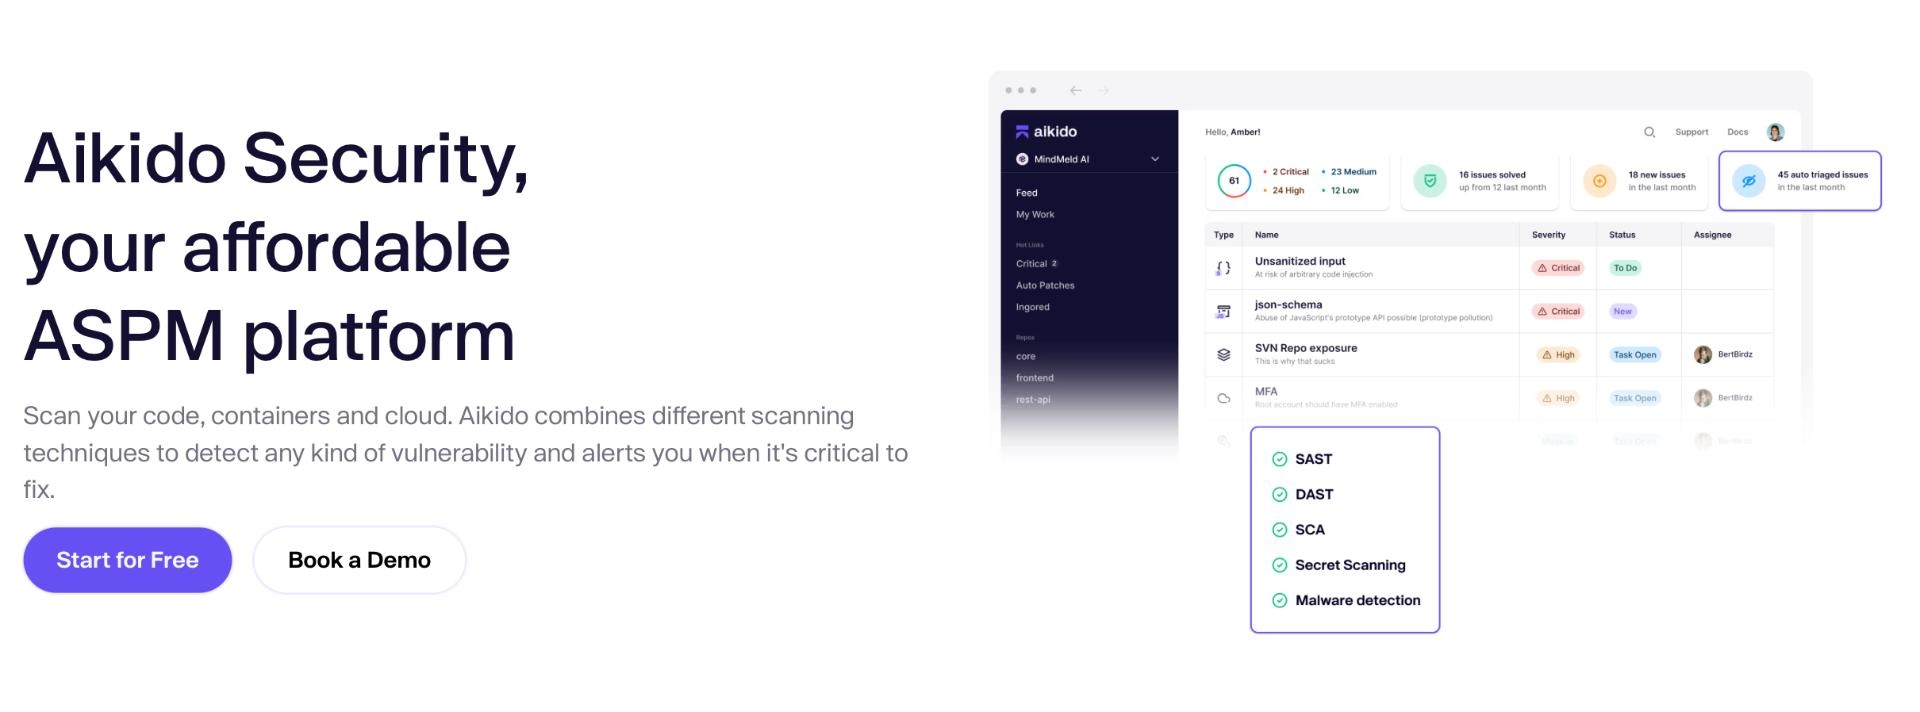 Aikido Security,
your affordable
ASPM platform
Scan your code, containers and cloud. Aikido combines different scanning
techniques to detect any kind of vulnerability and alerts you when it's critical to
fix.
Start for Free
Book a Demo
aikido
MindMeld AI
Feed
My Work
Hot Links
Critical 2
Auto Patches
Ingored
Repos
core
frontend
rest-api
Hello, Amber!
Support
Docs
61
2 Critical
23 Medium
24 High
12 Low
16 issues solved
up from 12 last month
18 new issues
in the last month
45 auto triaged issues
in the last month
Type Name Severity Status Assignee
Unsanitized input
At risk of arbitrary code injection
Critical
To Do
json-schema
Abuse of JavaScript's prototype API possible (prototype pollution)
Critical
New
SVN Repo exposure
This is why that sucks
High
Task Open
BertBirdz
MFA
Root account should have MFA enabled
High
Task Open
BertBirdz
Medium
Task Open
BertBirdz
SAST
DAST
SCA
Secret Scanning
Malware detection